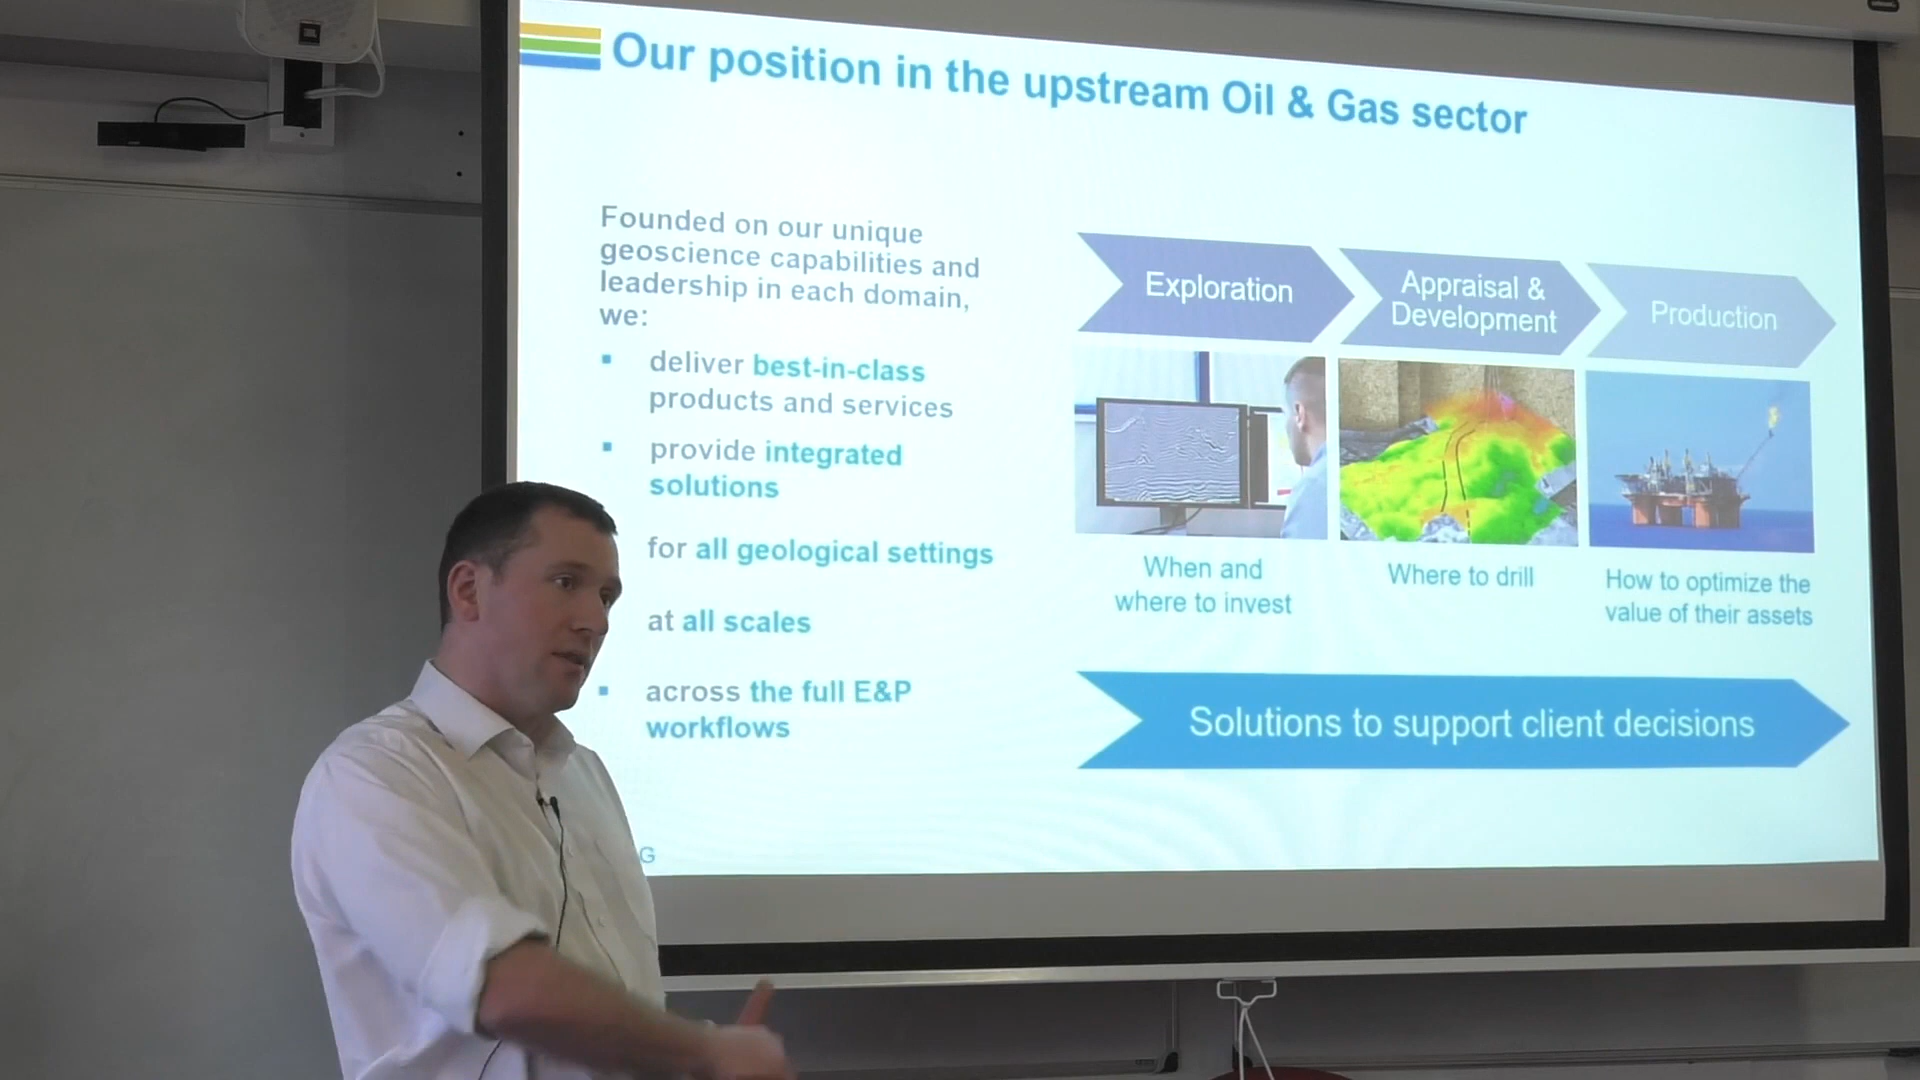 Our position in the upstream Oil & Gas sector
Founded on our unique
geoscience capabilities and
leadership in each domain,
we:
deliver best-in-class
products and services
provide integrated
solutions
for all geological settings
at all scales
across the full E&P
workflows
Exploration
Appraisal &
Development
Production
When and
where to invest
Where to drill
How to optimize the
value of their assets
Solutions to support client decisions
G